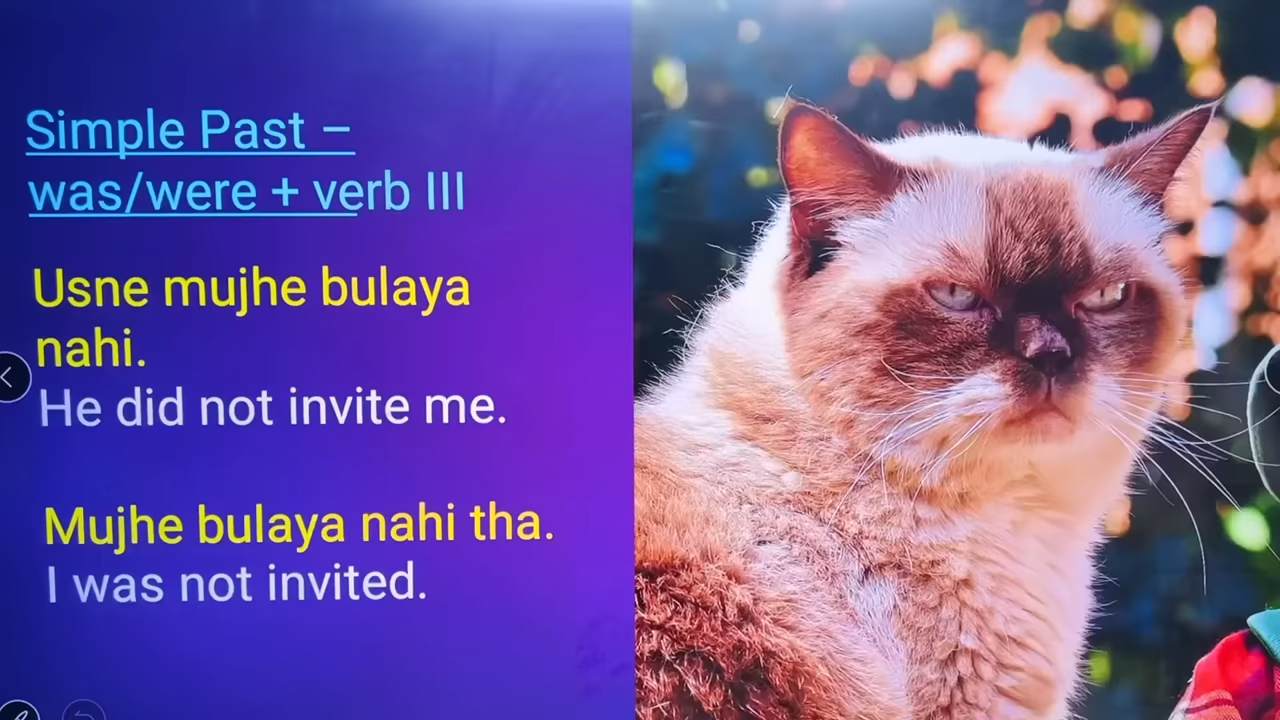 Simple Past –
was/were + verb III
Usne mujhe bulaya
nahi.
He did not invite me.
Mujhe bulaya nahi tha.
I was not invited.